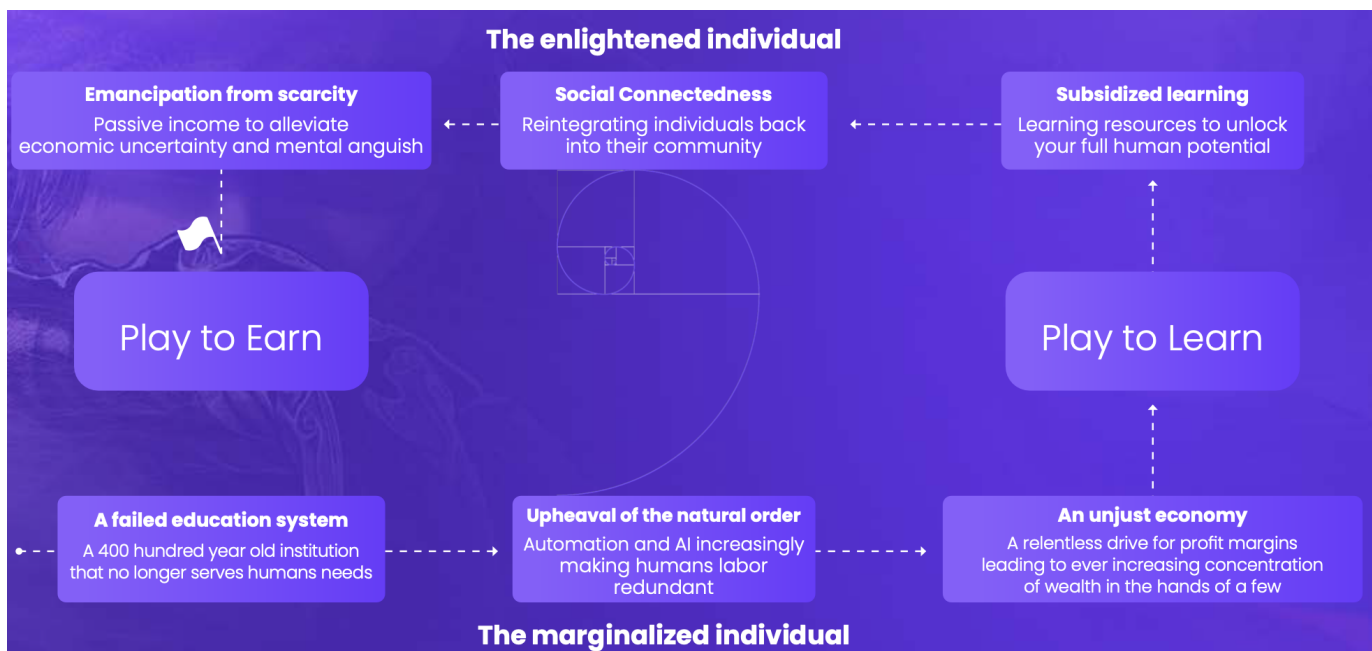 The enlightened individual
Emancipation from scarcity
Passive income to alleviate
economic uncertainty and mental anguish
Social Connectedness
Reintegrating individuals back
into their community
Subsidized learning
Learning resources to unlock
your full human potential
Play to Earn
Play to Learn
A failed education system
A 400 hundred year old institution
that no longer serves humans needs
Upheaval of the natural order
Automation and AI increasingly
making humans labor
redundant
An unjust economy
A relentless drive for profit margins
leading to ever increasing concentration
of wealth in the hands of a few
The marginalized individual